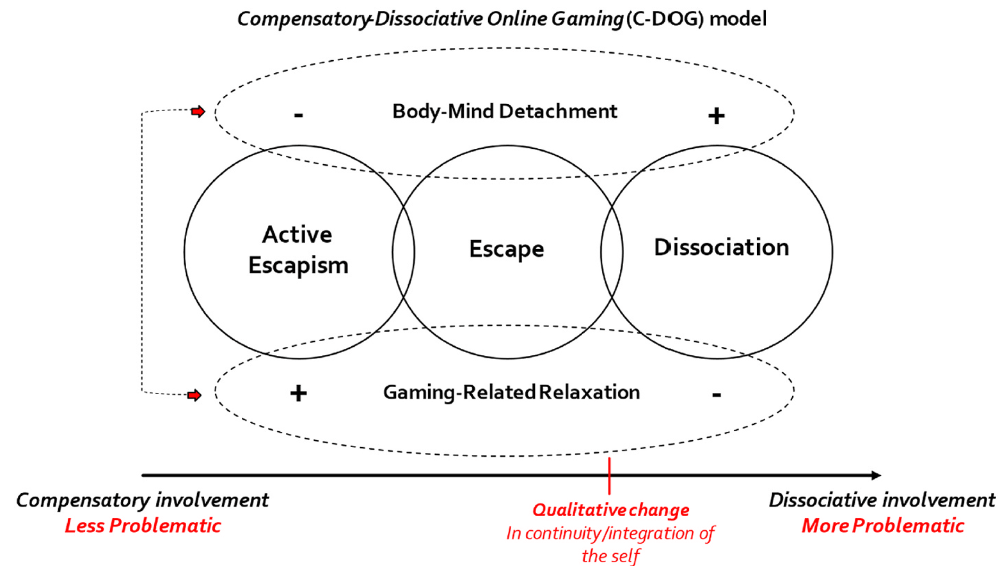 Compensatory-Dissociative Online Gaming (C-DOG) model
- Body-Mind Detachment +
Active
Escapism
Escape
Dissociation
+ Gaming-Related Relaxation -
Compensatory involvement
Less Problematic
Qualitative change
In continuity/integration of
the self
Dissociative involvement
More Problematic